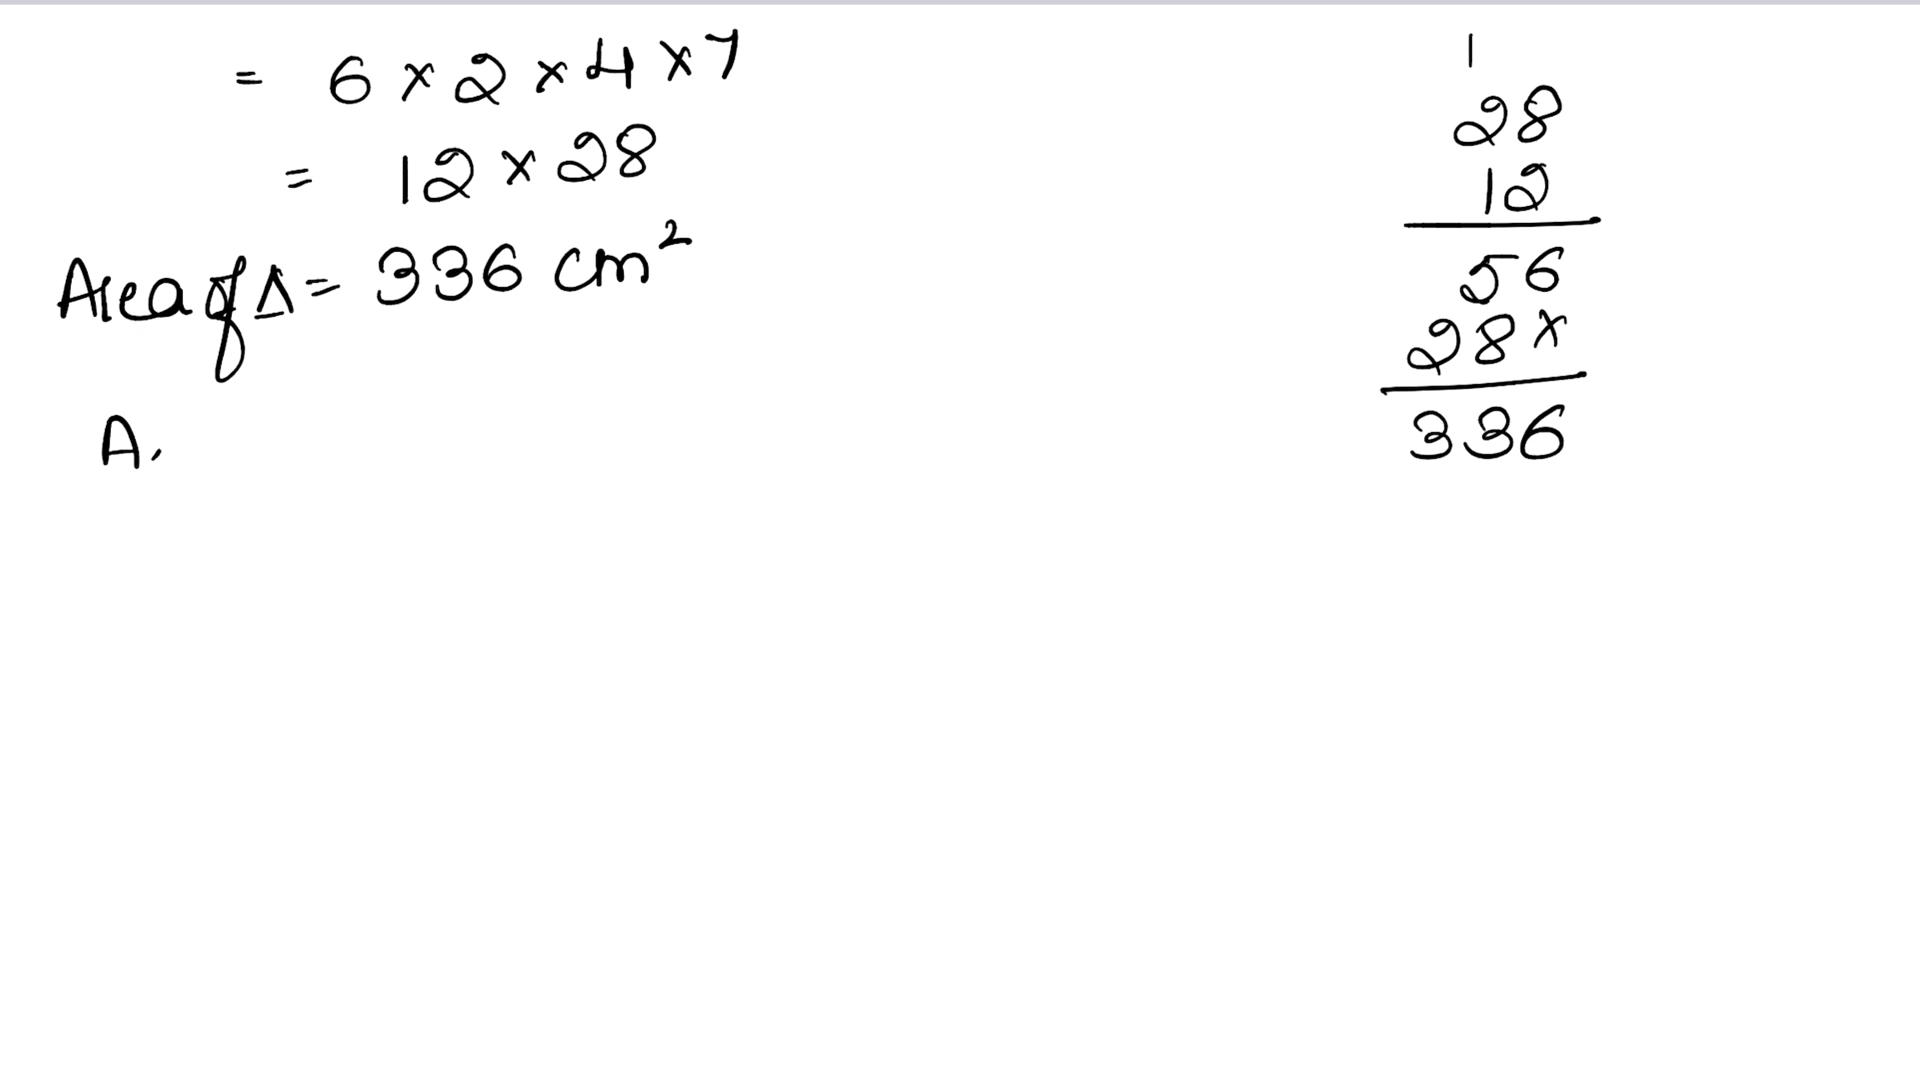 = 6 × 2 × 4 × 7
= 12 × 28
Area of Δ = 336 cm²
A.
1
28
12
56
28×
336